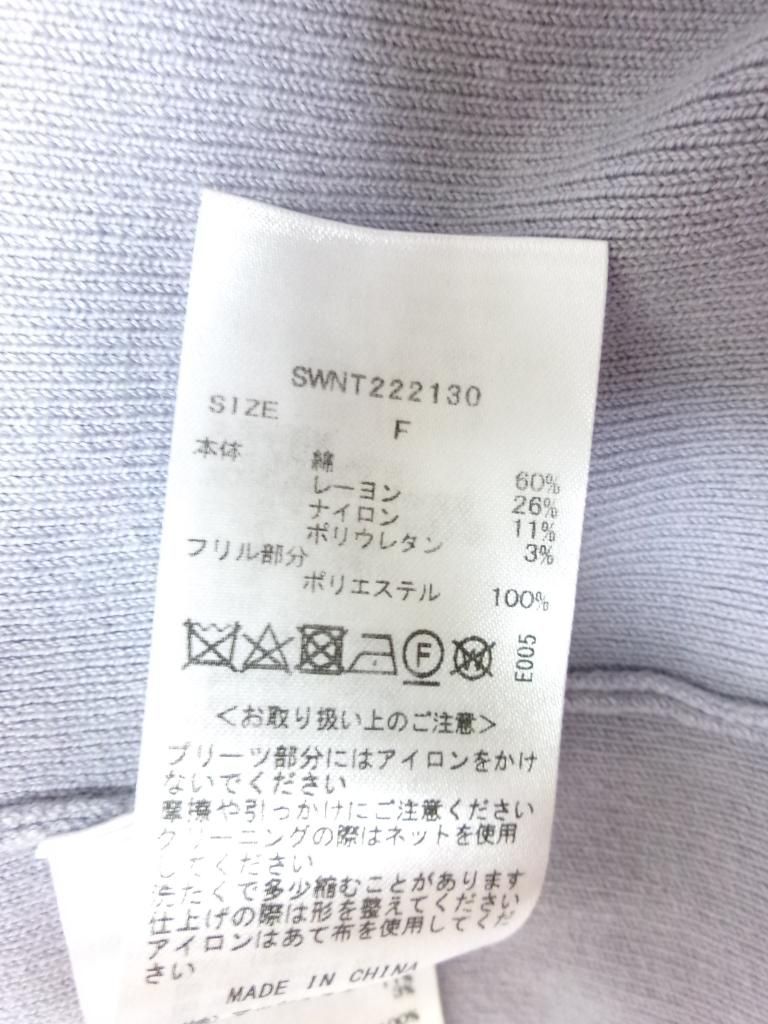 SWNT222130
SIZE F
本体 綿 60%
レーヨン 26%
ナイロン 11%
ポリウレタン 3%
フリル部分
ポリエステル 100%
F W E005
<お取り扱い上のご注意>
プリーツ部分にはアイロンをかけ
ないでください
摩擦や引っかけにご注意ください
クリーニングの際はネットを使用
してください
洗たくで多少縮むことがあります
仕上げの際は形を整えてください
アイロンはあて布を使用してくだ
さい
MADE IN CHINA